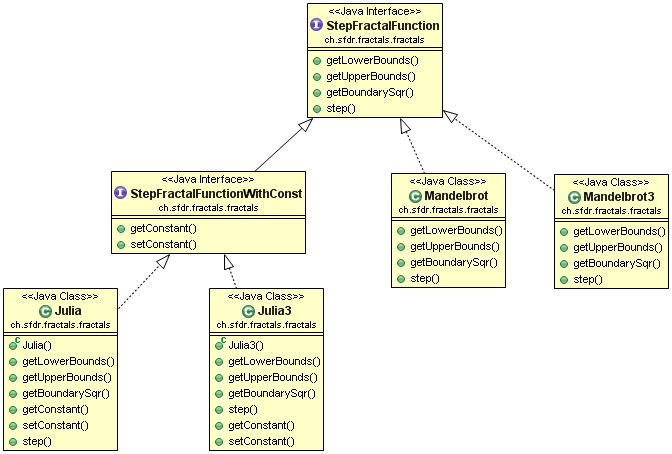 <<Java Interface>>
I StepFractalFunction
ch.sfdr.fractals.fractals
getLowerBounds()
getUpperBounds()
getBoundarySqr()
step()
<<Java Interface>>
I StepFractalFunctionWithConst
ch.sfdr.fractals.fractals
getConstant()
setConstant()
<<Java Class>>
C Mandelbrot
ch.sfdr.fractals.fractals
getLowerBounds()
getUpperBounds()
getBoundarySqr()
step()
<<Java Class>>
C Mandelbrot3
ch.sfdr.fractals.fractals
getLowerBounds()
getUpperBounds()
getBoundarySqr()
step()
<<Java Class>>
C Julia
ch.sfdr.fractals.fractals
C Julia()
getLowerBounds()
getUpperBounds()
getBoundarySqr()
getConstant()
setConstant()
step()
<<Java Class>>
C Julia3
ch.sfdr.fractals.fractals
C Julia3()
getLowerBounds()
getUpperBounds()
getBoundarySqr()
step()
getConstant()
setConstant()